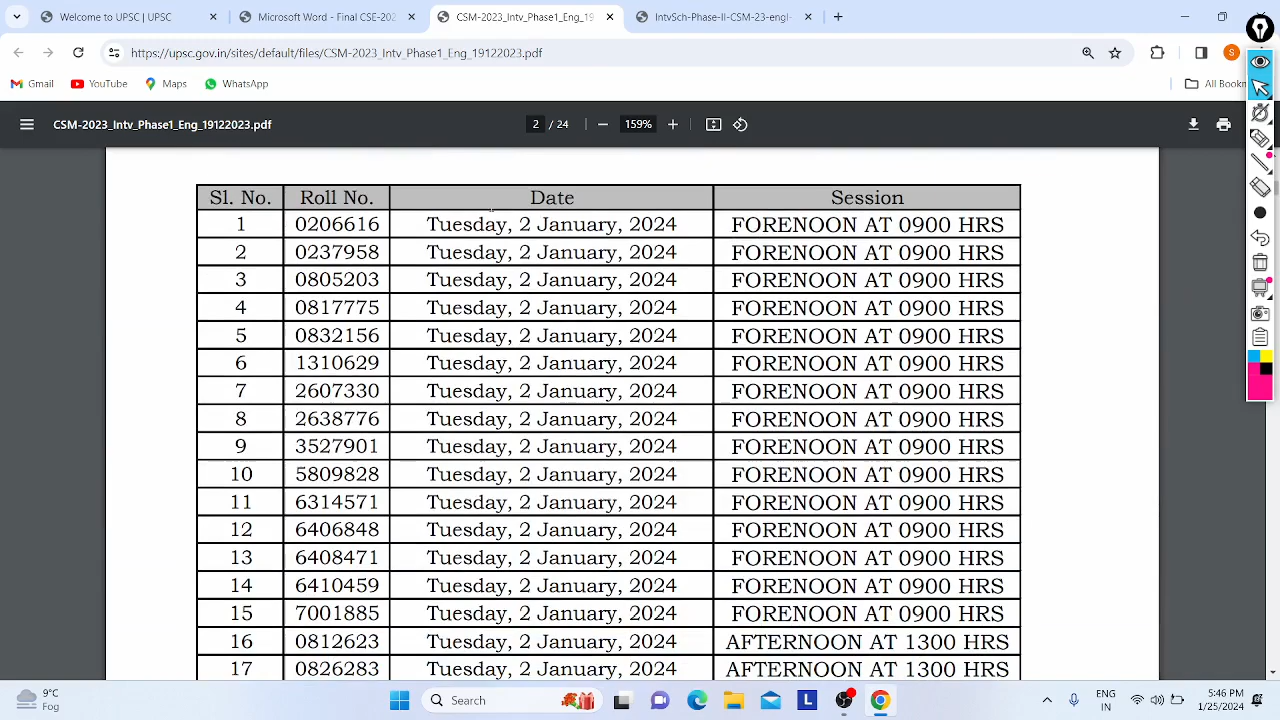 Welcome to UPSC | UPSC
Microsoft Word - Final CSE-202
CSM-2023_Intv_Phase1_Eng_19
IntvSch-Phase-II-CSM-23-engl-
https://upsc.gov.in/sites/default/files/CSM-2023_Intv_Phase1_Eng_19122023.pdf
S
Gmail YouTube Maps WhatsApp All Bookm
CSM-2023_Intv_Phase1_Eng_19122023.pdf 2 / 24 159%
Sl. No. Roll No. Date Session
1 0206616 Tuesday, 2 January, 2024 FORENOON AT 0900 HRS
2 0237958 Tuesday, 2 January, 2024 FORENOON AT 0900 HRS
3 0805203 Tuesday, 2 January, 2024 FORENOON AT 0900 HRS
4 0817775 Tuesday, 2 January, 2024 FORENOON AT 0900 HRS
5 0832156 Tuesday, 2 January, 2024 FORENOON AT 0900 HRS
6 1310629 Tuesday, 2 January, 2024 FORENOON AT 0900 HRS
7 2607330 Tuesday, 2 January, 2024 FORENOON AT 0900 HRS
8 2638776 Tuesday, 2 January, 2024 FORENOON AT 0900 HRS
9 3527901 Tuesday, 2 January, 2024 FORENOON AT 0900 HRS
10 5809828 Tuesday, 2 January, 2024 FORENOON AT 0900 HRS
11 6314571 Tuesday, 2 January, 2024 FORENOON AT 0900 HRS
12 6406848 Tuesday, 2 January, 2024 FORENOON AT 0900 HRS
13 6408471 Tuesday, 2 January, 2024 FORENOON AT 0900 HRS
14 6410459 Tuesday, 2 January, 2024 FORENOON AT 0900 HRS
15 7001885 Tuesday, 2 January, 2024 FORENOON AT 0900 HRS
16 0812623 Tuesday, 2 January, 2024 AFTERNOON AT 1300 HRS
17 0826283 Tuesday, 2 January, 2024 AFTERNOON AT 1300 HRS
9°C
Fog
Search
L
ENG
IN
5:46 PM
1/25/2024